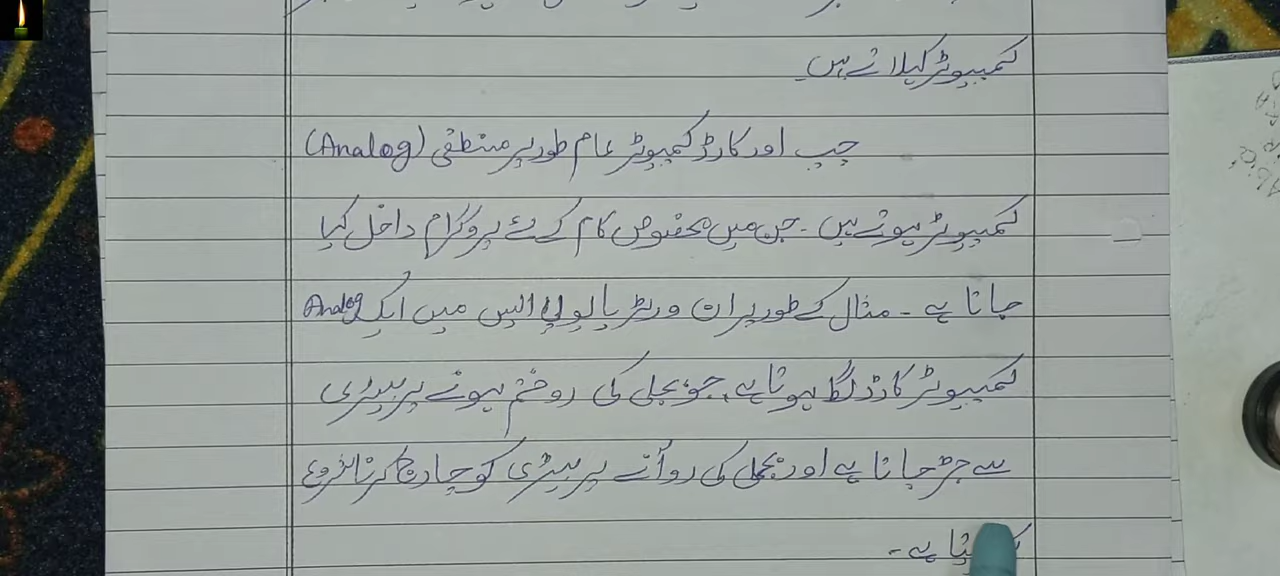 کمپیوٹر کہلاتے ہیں۔
چپ اور کارڈ کمپیوٹر عام طور پر منطقی (Analog)
کمپیوٹر ہوتے ہیں۔ جن میں مخصوص کام کے لئے پروگرام داخل کیا
جاتا ہے۔ مثال کے طور پر ان ورٹر یا یو پی ایس میں ایک Analog
کمپیوٹر کارڈ لگا ہوتا ہے، جو بجلی کی رو ختم ہونے پر بیٹری
سے جڑ جاتا ہے اور بجلی کی رو آنے پر بیٹری کو چارج کرنا شروع
ہے۔